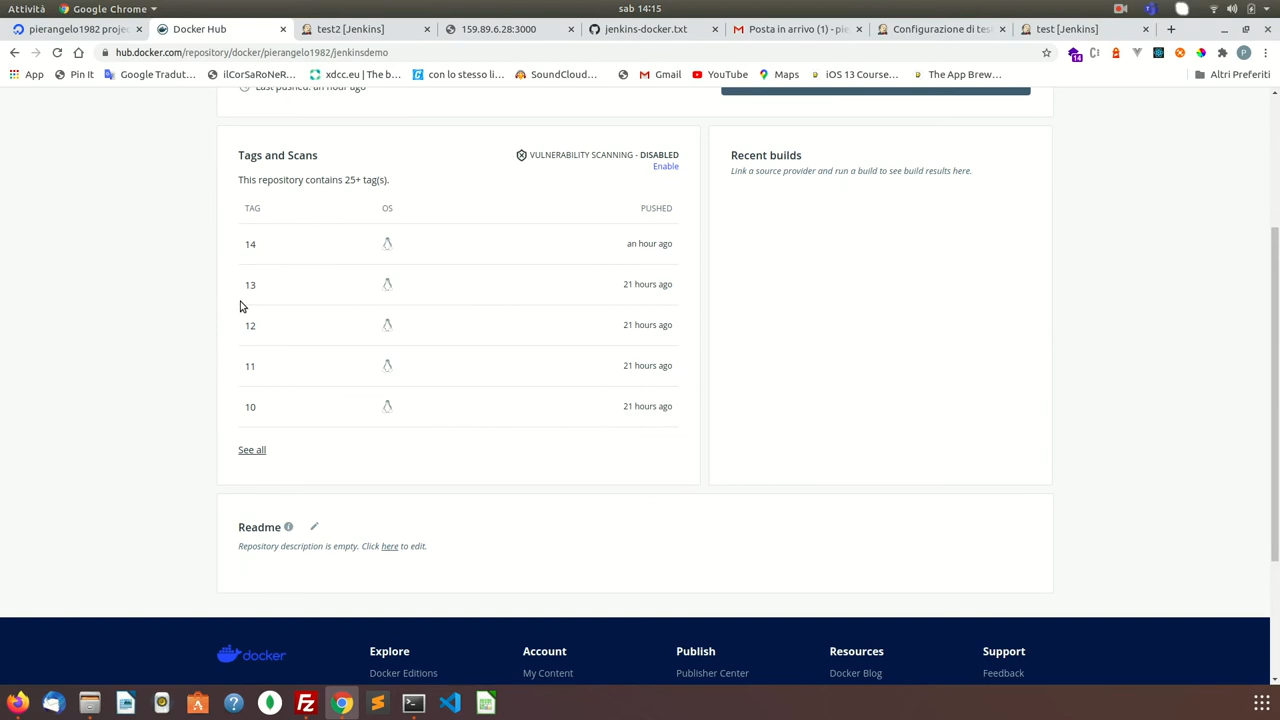 Attività
Google Chrome
sab 14:15
pierangelo1982 proje
Docker Hub
test2 [Jenkins]
159.89.6.28:3000
jenkins-docker.txt
Posta in arrivo (1) - pie
Configurazione di tes
test [Jenkins]
hub.docker.com/repository/docker/pierangelo1982/jenkinsdemo
14
P
App
Pin It
Google Tradut...
ilCorSaRoNeR...
xdcc.eu | The b...
con lo stesso li...
SoundCloud...
Gmail
YouTube
Maps
iOS 13 Course...
The App Brew...
Altri Preferiti
Last pushed: an hour ago
Tags and Scans
VULNERABILITY SCANNING - DISABLED
Enable
This repository contains 25+ tag(s).
TAG OS PUSHED
14 an hour ago
13 21 hours ago
12 21 hours ago
11 21 hours ago
10 21 hours ago
See all
Recent builds
Link a source provider and run a build to see build results here.
Readme
Repository description is empty. Click here to edit.
docker
Explore
Docker Editions
Account
My Content
Publish
Publisher Center
Resources
Docker Blog
Support
Feedback